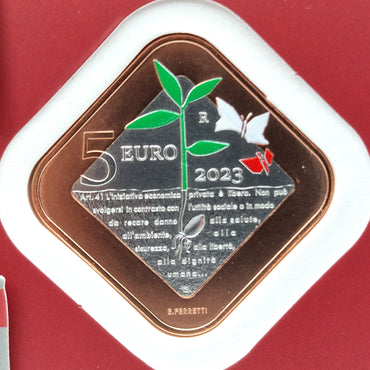 R
5 EURO
2023
Art. 41 L'iniziativa economica privata è libera. Non può
svolgersi in contrasto con l'utilità sociale o in modo
da recare danno alla salute,
all'ambiente, alla
sicurezza, alla libertà,
alla dignità
umana...
E.FERRETTI